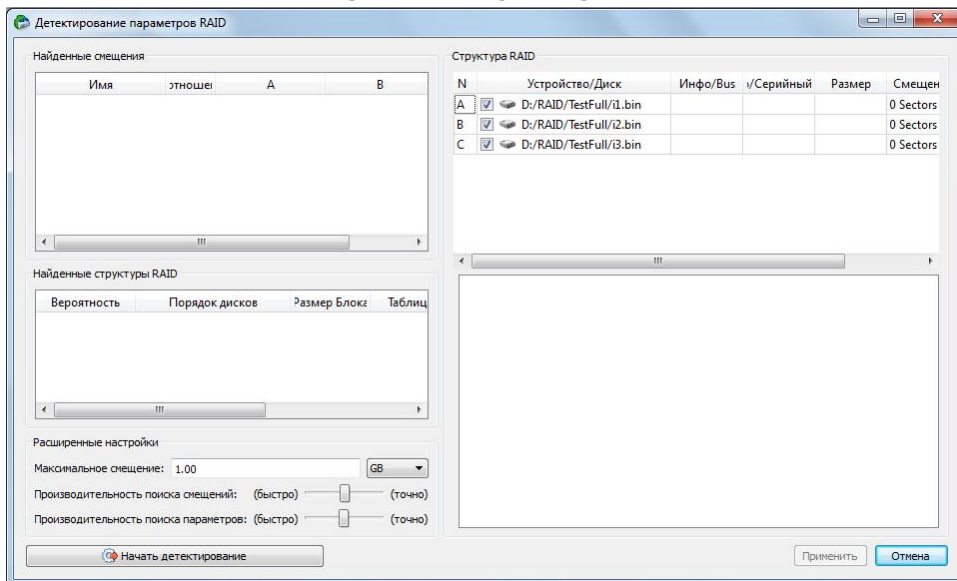 Детектирование параметров RAID
Найденные смещения
Имя A B
Найденные структуры RAID
Вероятность Порядок дисков Размер Блока Таблиц
Расширенные настройки
Максимальное смещение: 1.00 GB
Производительность поиска смещений: (быстро) (точно)
Производительность поиска параметров: (быстро) (точно)
Начать детектирование
Структура RAID
N Устройство/Диск Инфо/Bus /Серийный Размер Смещен
A D:/RAID/TestFull/i1.bin 0 Sectors
B D:/RAID/TestFull/i2.bin 0 Sectors
C D:/RAID/TestFull/i3.bin 0 Sectors
Применить Отмена